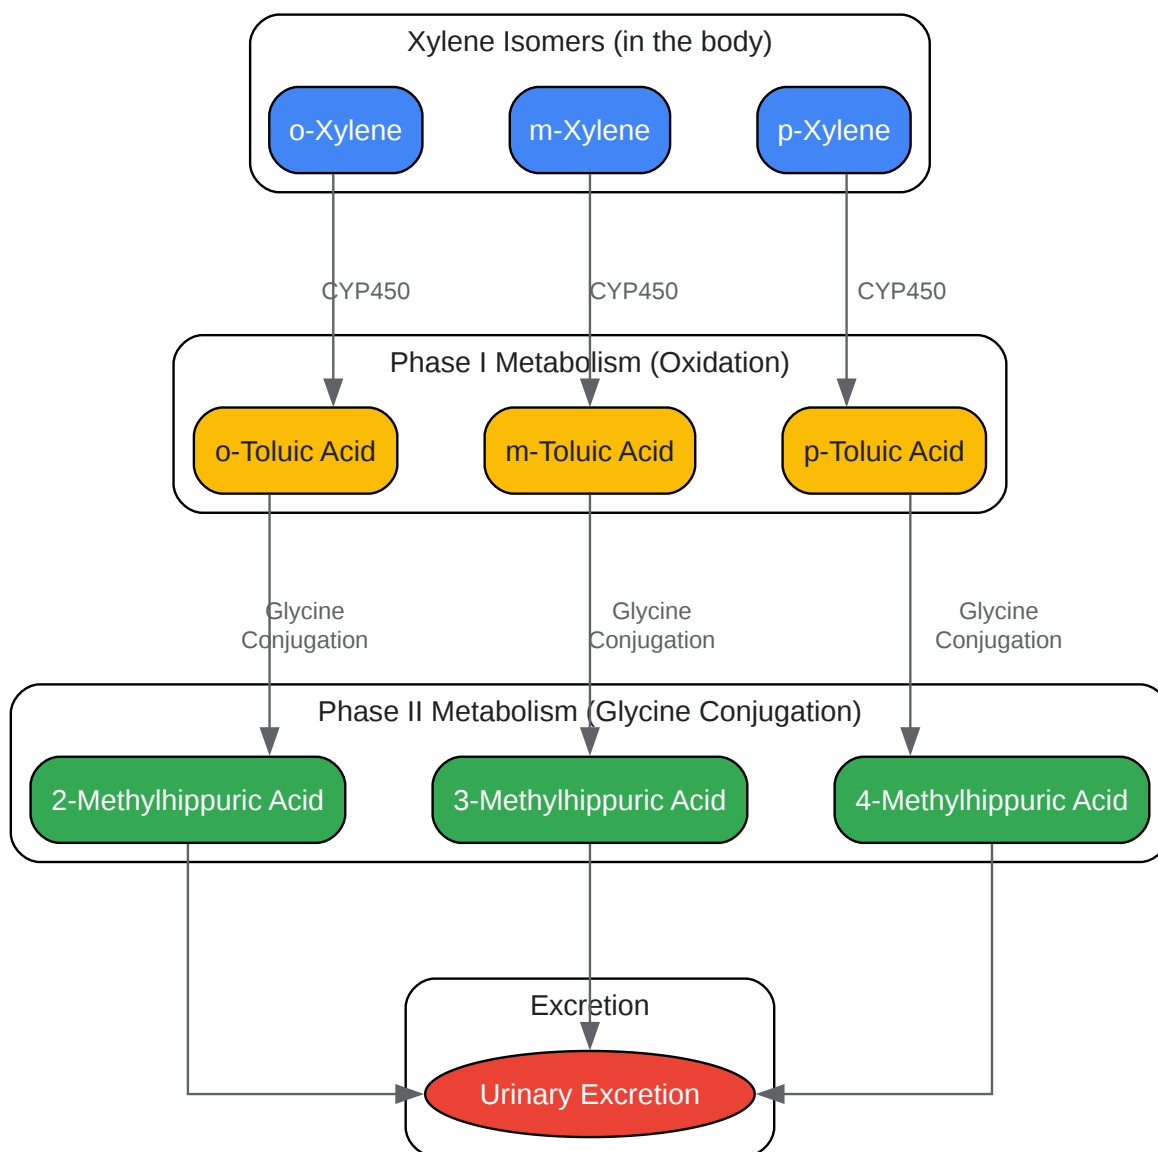 Xylene Isomers (in the body)
o-Xylene
m-Xylene
p-Xylene
CYP450
CYP450
CYP450
Phase I Metabolism (Oxidation)
o-Toluic Acid
m-Toluic Acid
p-Toluic Acid
Glycine
Conjugation
Glycine
Conjugation
Glycine
Conjugation
Phase II Metabolism (Glycine Conjugation)
2-Methylhippuric Acid
3-Methylhippuric Acid
4-Methylhippuric Acid
Excretion
Urinary Excretion